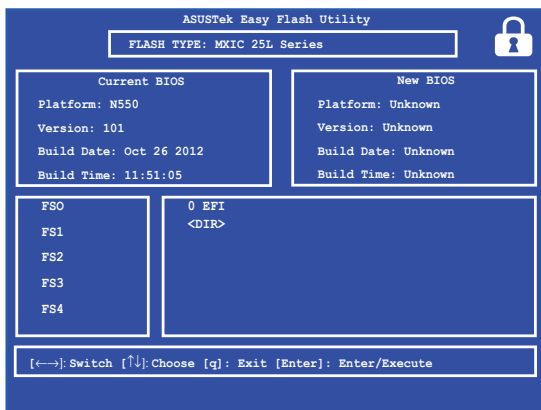 ASUSTek Easy Flash Utility
FLASH TYPE: MXIC 25L Series
Current BIOS
Platform: N550
Version: 101
Build Date: Oct 26 2012
Build Time: 11:51:05
New BIOS
Platform: Unknown
Version: Unknown
Build Date: Unknown
Build Time: Unknown
FSO
FS1
FS2
FS3
FS4
0 EFI
<DIR>
[←→]: Switch [↑↓]: Choose [q]: Exit [Enter]: Enter/Execute